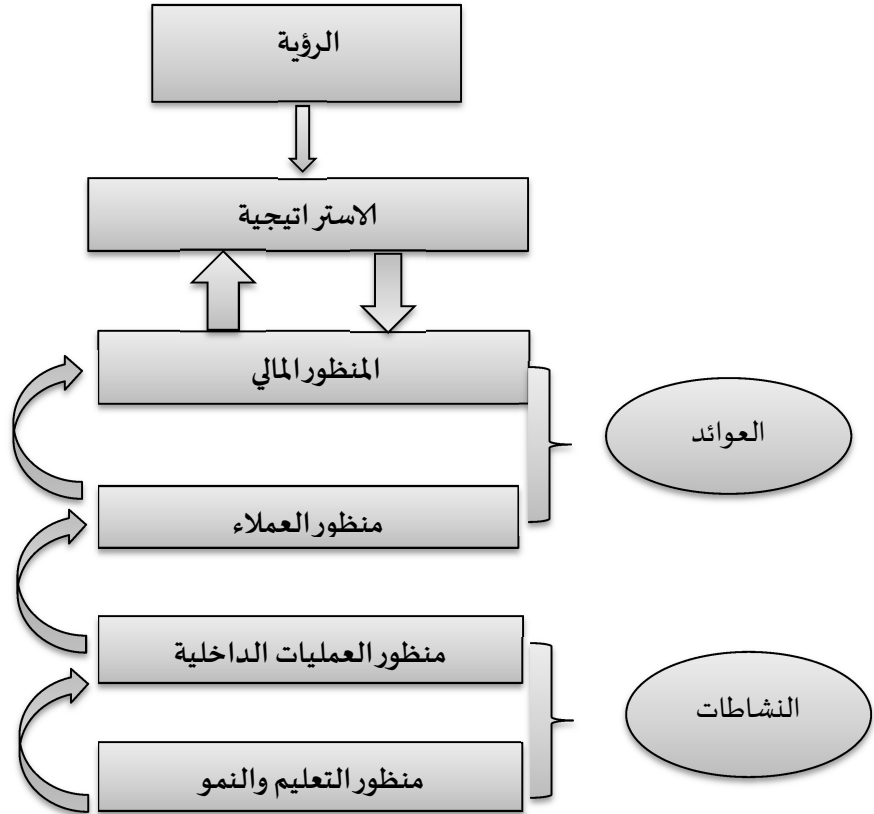 الرؤية
الاستراتيجية
المنظور المالي
العوائد
منظور العملاء
منظور العمليات الداخلية
النشاطات
منظور التعليم والنمو